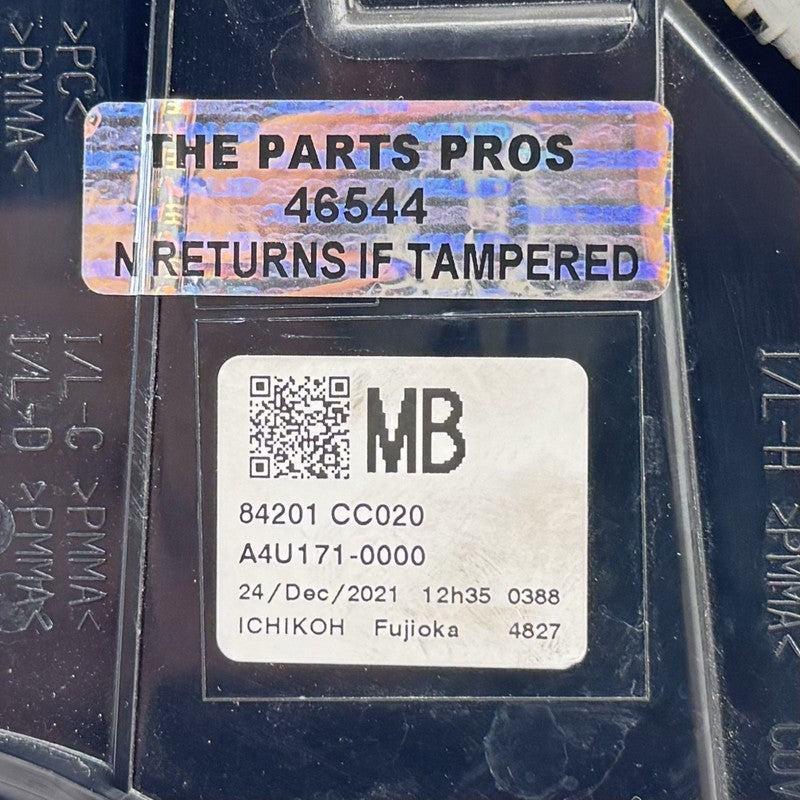 >PC<
>PMMA<
THE PARTS PROS
46544
N RETURNS IF TAMPERED
MB
84201 CC020
A4U171-0000
24/Dec/2021 12h35 0388
ICHIKOH Fujioka 4827
I/L-C >PMMA<
I/L-D >PMMA<
I/L-H >PMMA<